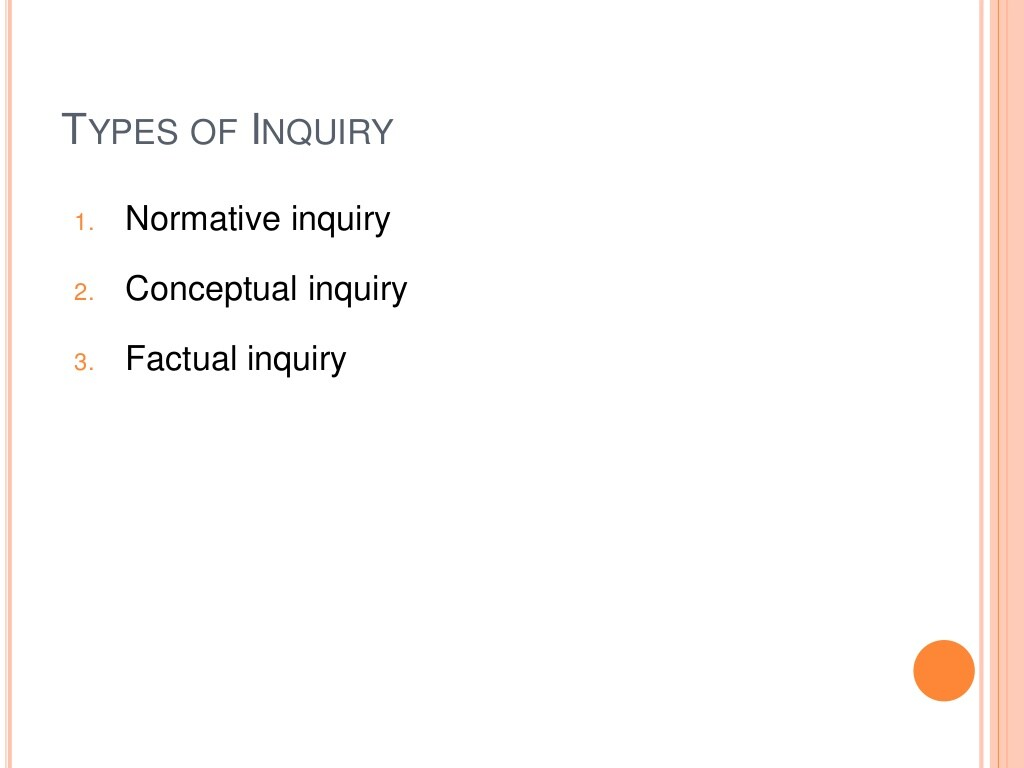 Types of Inquiry
1. Normative inquiry
2. Conceptual inquiry
3. Factual inquiry